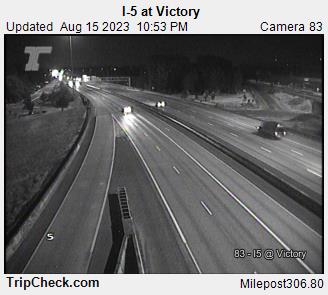 I-5 at Victory
Updated Aug 15 2023 10:53 PM Camera 83
T
S
83 - I5 @ Victory
TripCheck.com Milepost306.80